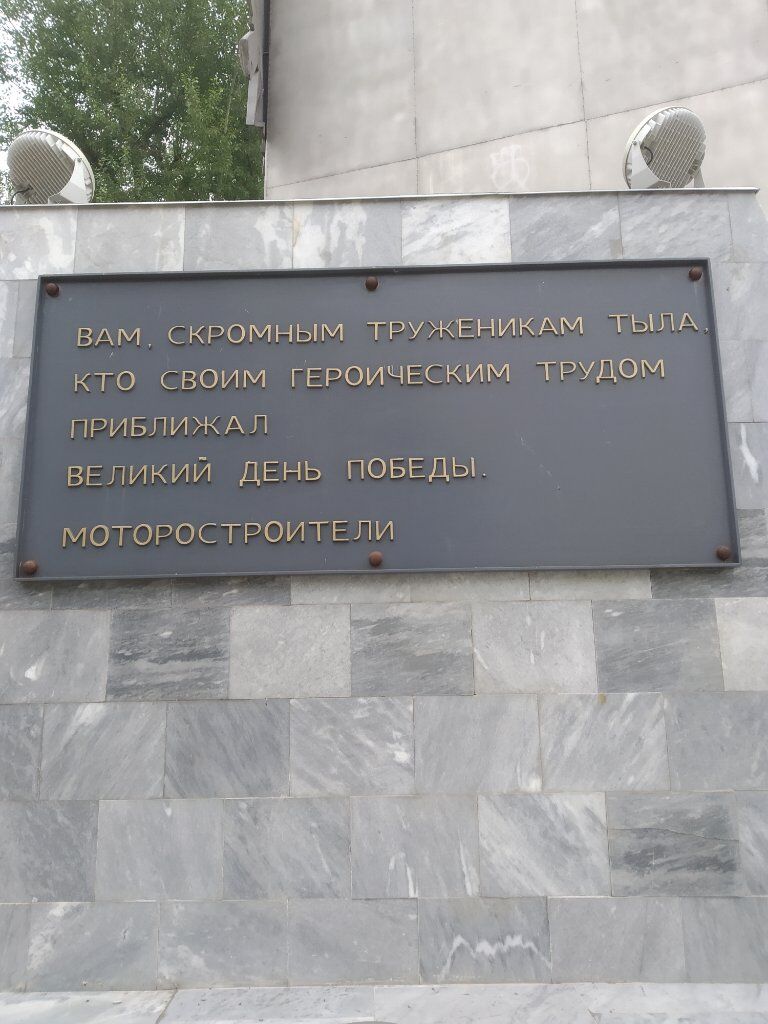 ВАМ, СКРОМНЫМ ТРУЖЕНИКАМ ТЫЛА,
КТО СВОИМ ГЕРОИЧЕСКИМ ТРУДОМ
ПРИБЛИЖАЛ
ВЕЛИКИЙ ДЕНЬ ПОБЕДЫ.
МОТОРОСТРОИТЕЛИ